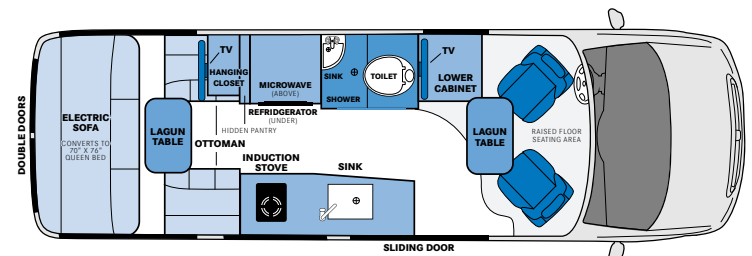 DOUBLE DOORS
ELECTRIC
SOFA
CONVERTS TO
70" X 76"
QUEEN BED
LAGUN
TABLE
TV
HANGING
CLOSET
OTTOMAN
MICROWAVE
(ABOVE)
REFRIDGERATOR
(UNDER)
HIDDEN PANTRY
INDUCTION
STOVE
SINK
SINK
TOILET
SHOWER
TV
LOWER
CABINET
LAGUN
TABLE
RAISED FLOOR
SEATING AREA
SLIDING DOOR